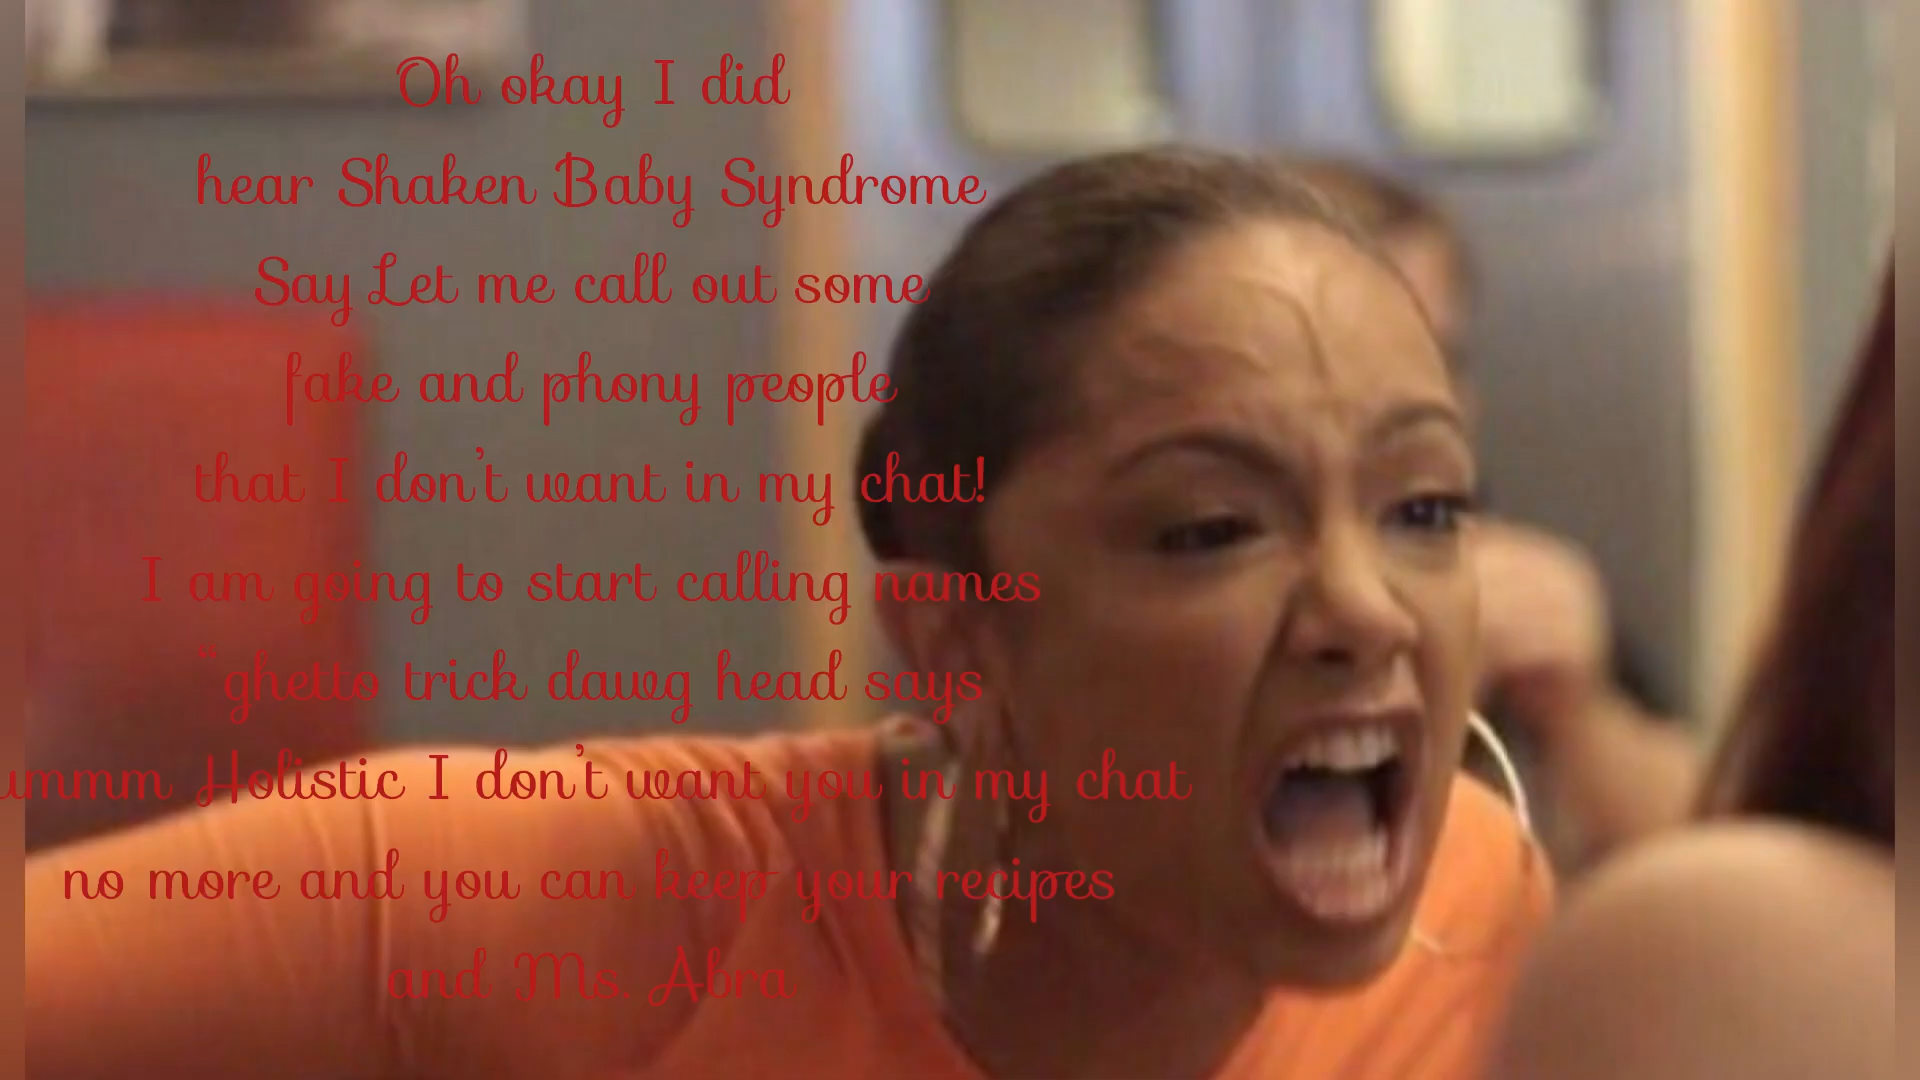 Oh okay I did
hear Shaken Baby Syndrome
Say Let me call out some
fake and phony people
that I don't want in my chat!
I am going to start calling names
“ghetto trick dawg head says
ummm Holistic I don't want you in my chat
no more and you can keep your recipes
and Ms. Abra